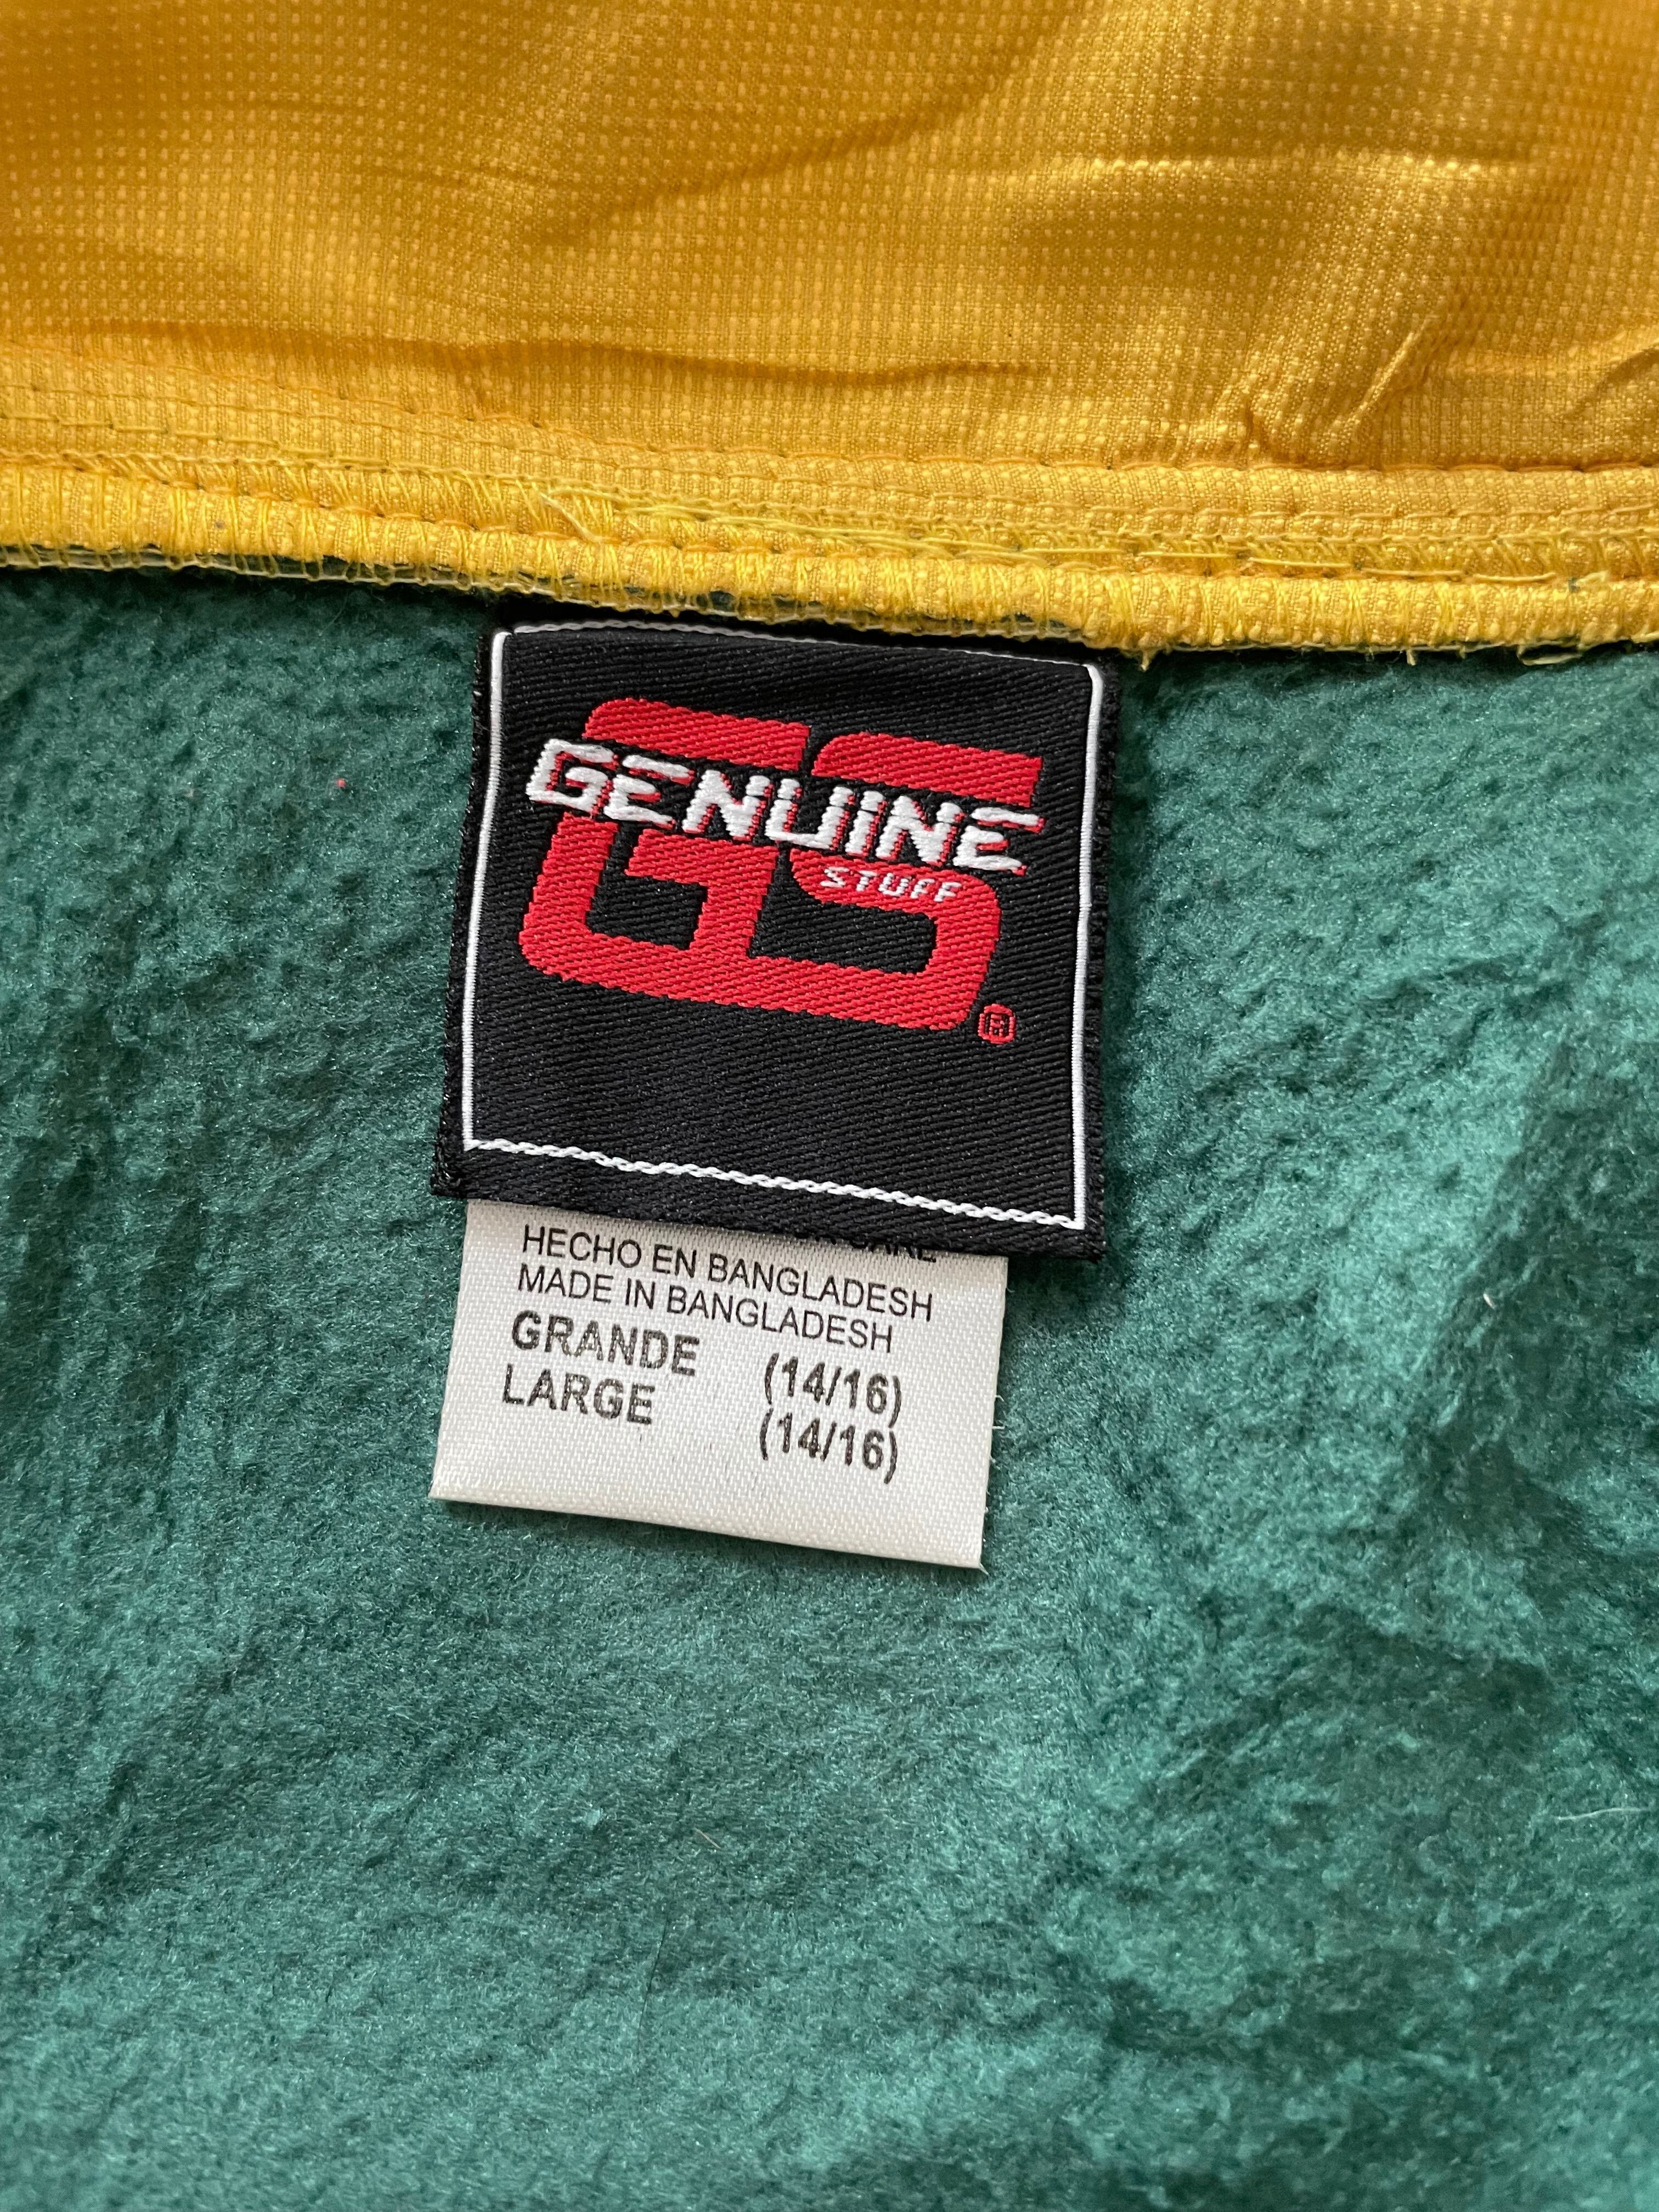 GS
GENUINE
STUFF
®
HECHO EN BANGLADESH
MADE IN BANGLADESH
GRANDE (14/16)
LARGE (14/16)